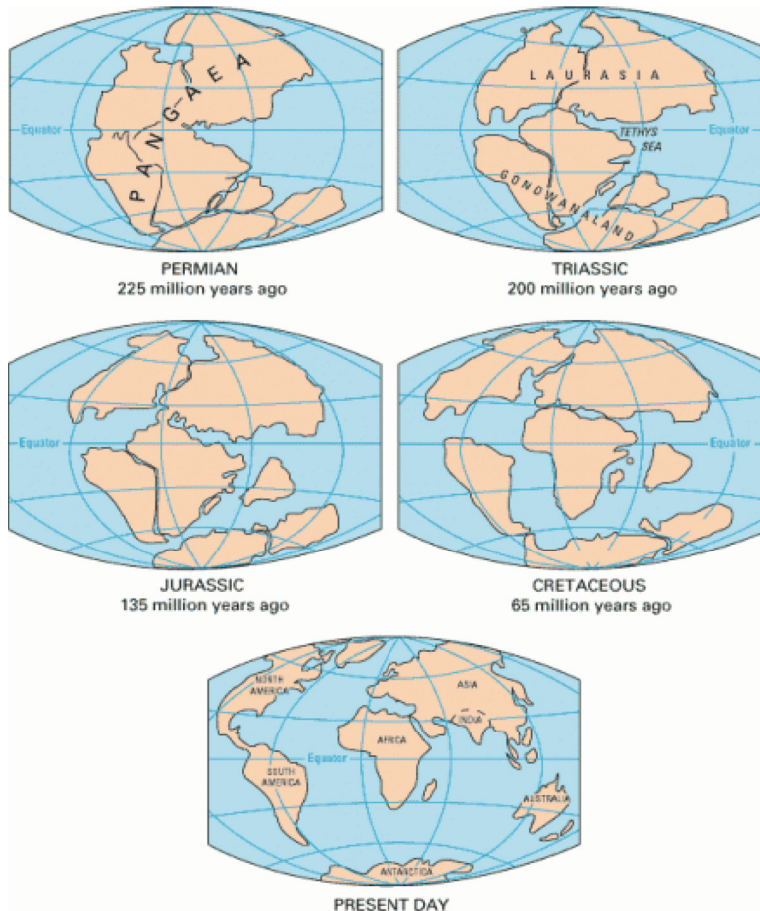 PANGAEA
Equator
PERMIAN
225 million years ago
LAURASIA
TETHYS
SEA
Equator
GONDWANALAND
TRIASSIC
200 million years ago
Equator
JURASSIC
135 million years ago
Equator
CRETACEOUS
65 million years ago
NORTH
AMERICA
ASIA
INDIA
AFRICA
Equator
SOUTH
AMERICA
AUSTRALIA
ANTARCTICA
PRESENT DAY